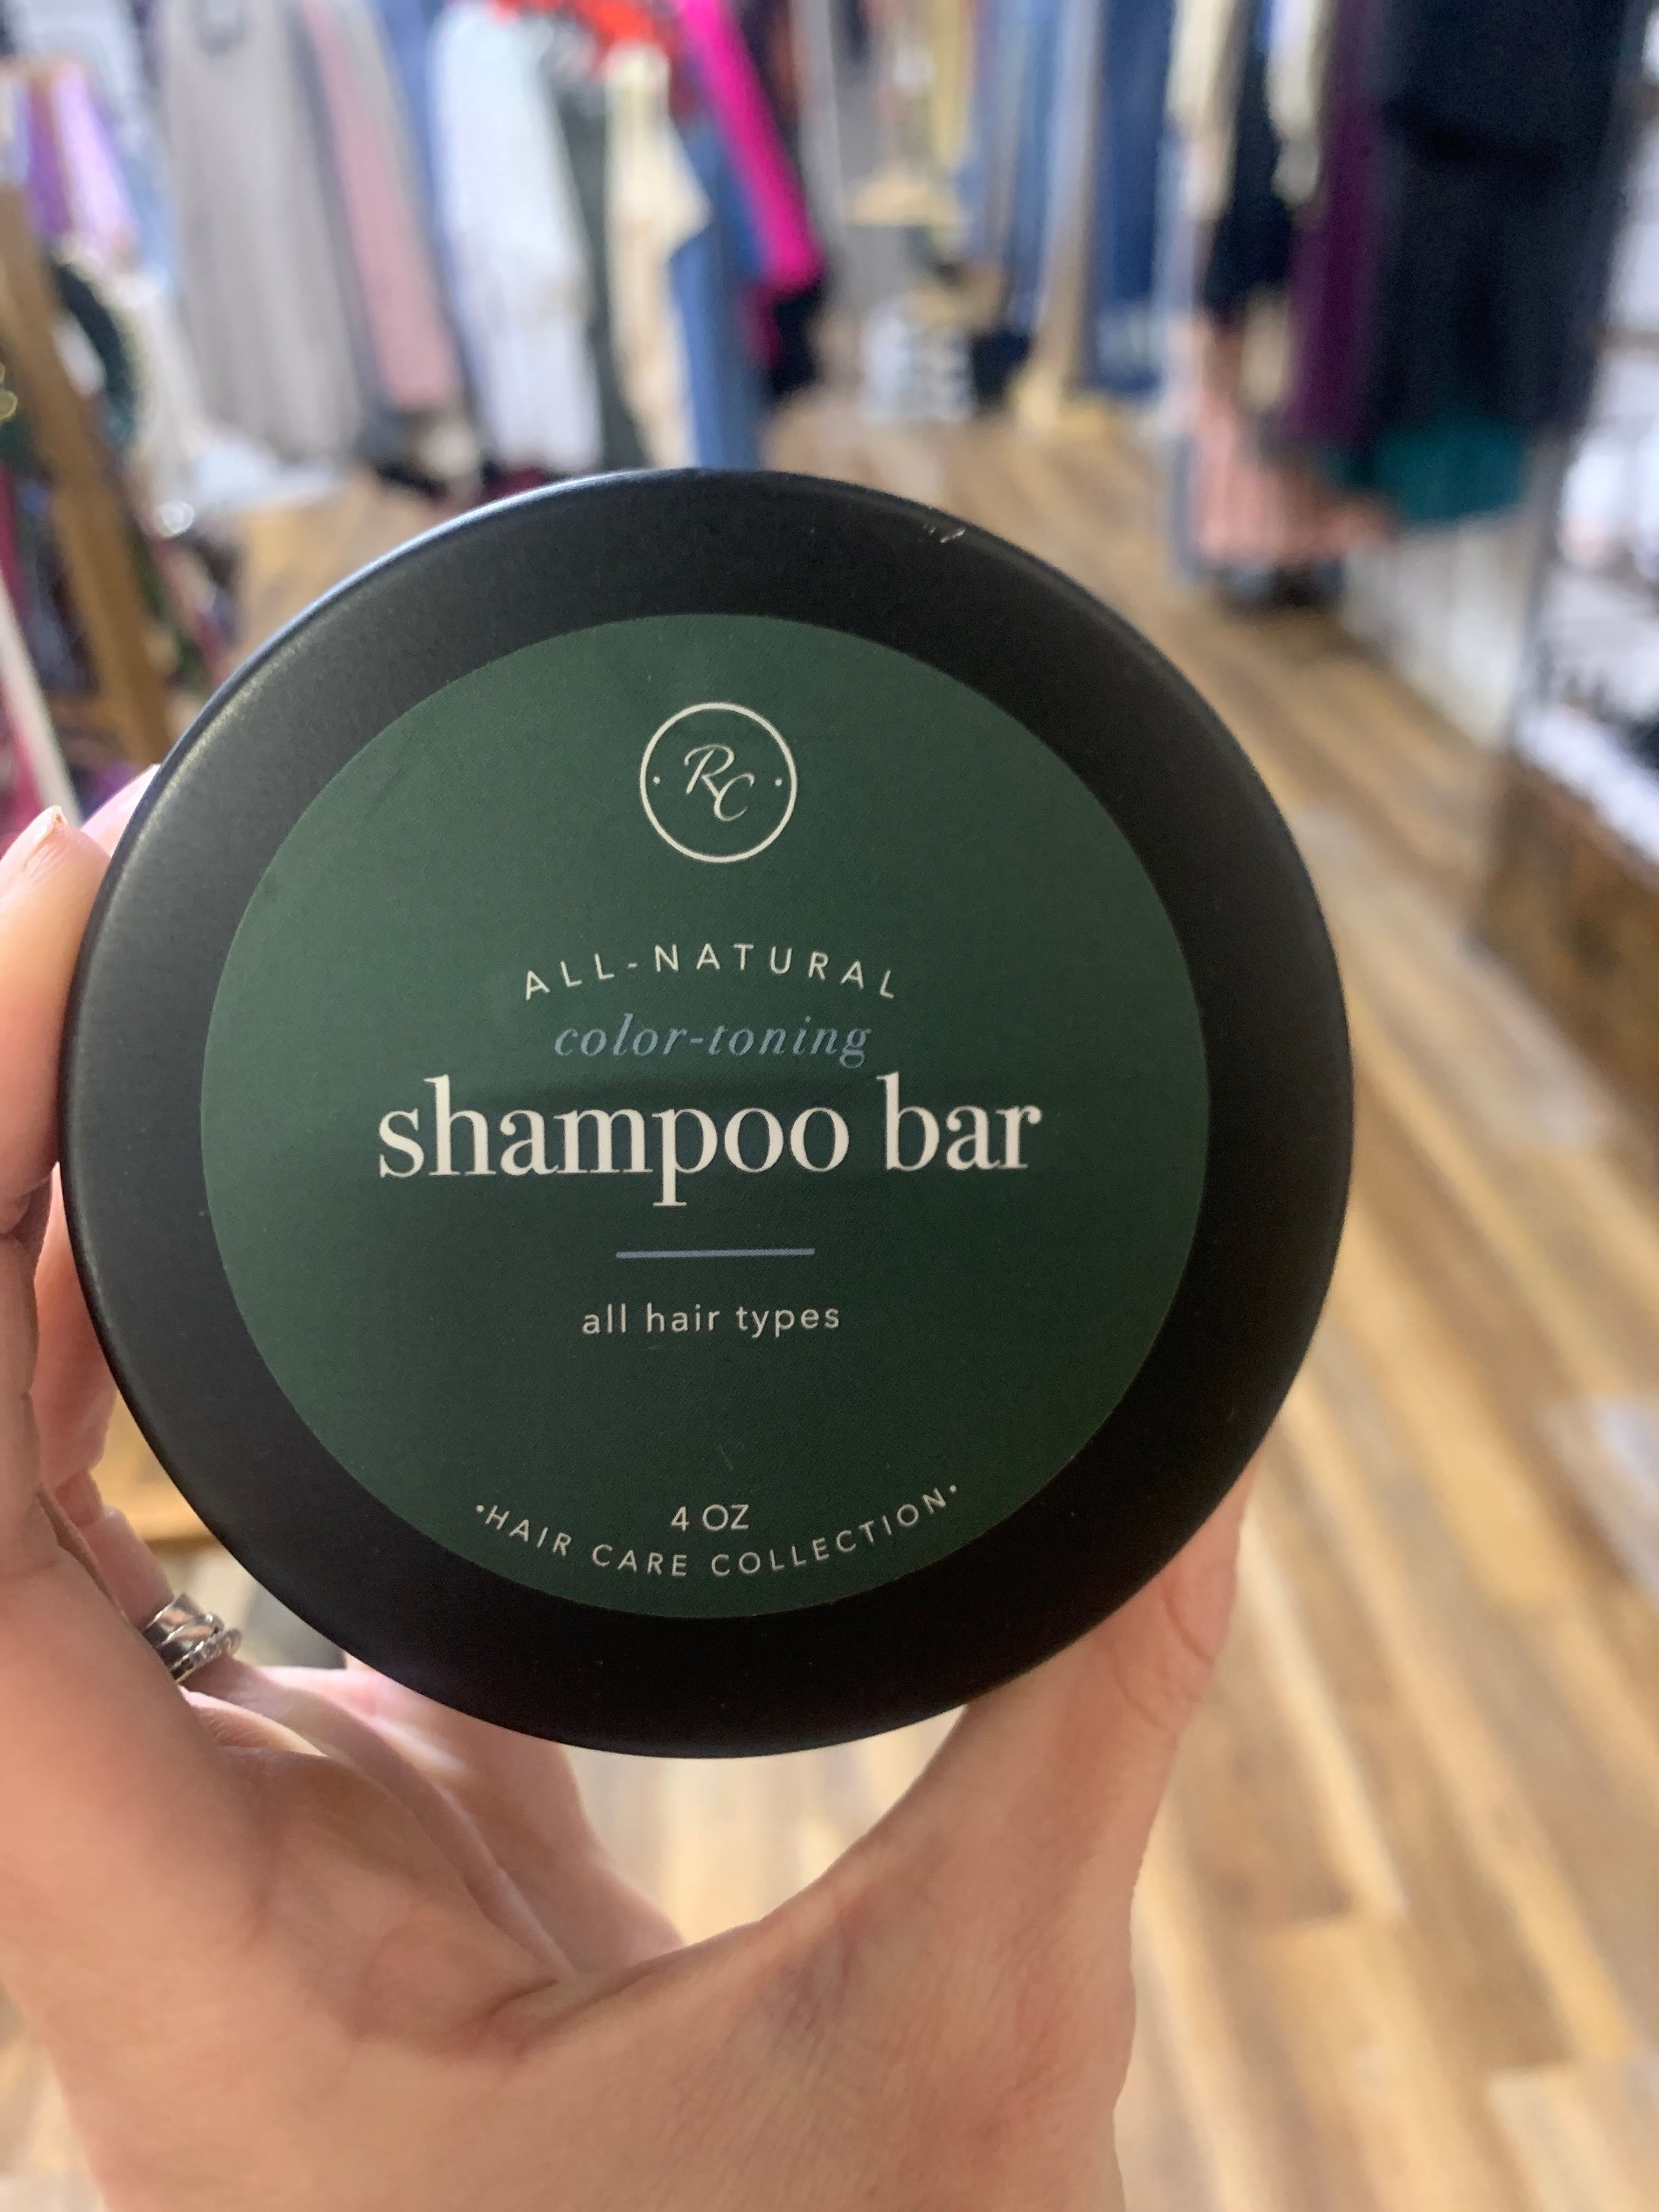 RC
ALL-NATURAL
color-toning
shampoo bar
all hair types
4 OZ
•HAIR CARE COLLECTION•